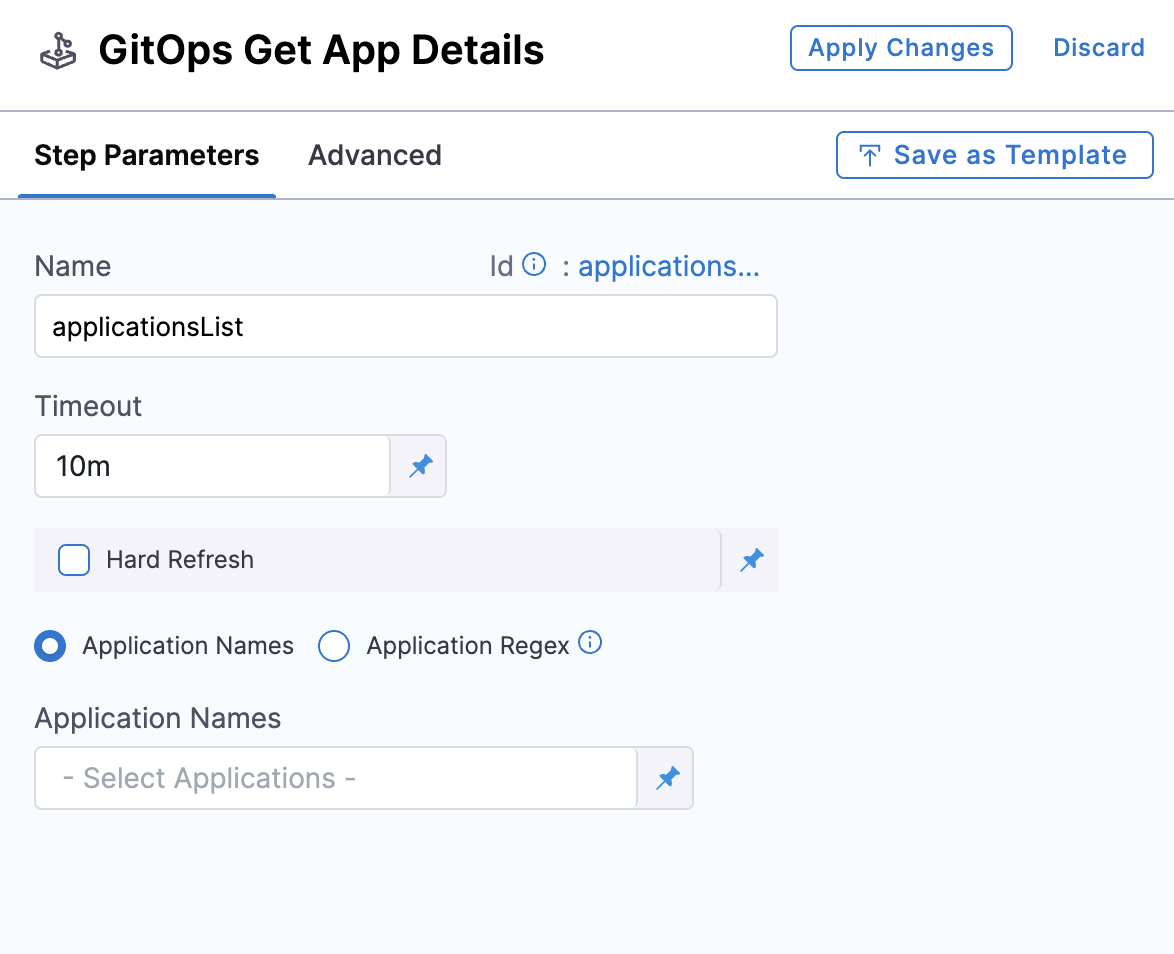 GitOps Get App Details
Apply Changes
Discard
Step Parameters
Advanced
Save as Template
Name
Id : applications...
applicationsList
Timeout
10m
Hard Refresh
Application Names
Application Regex
Application Names
- Select Applications -